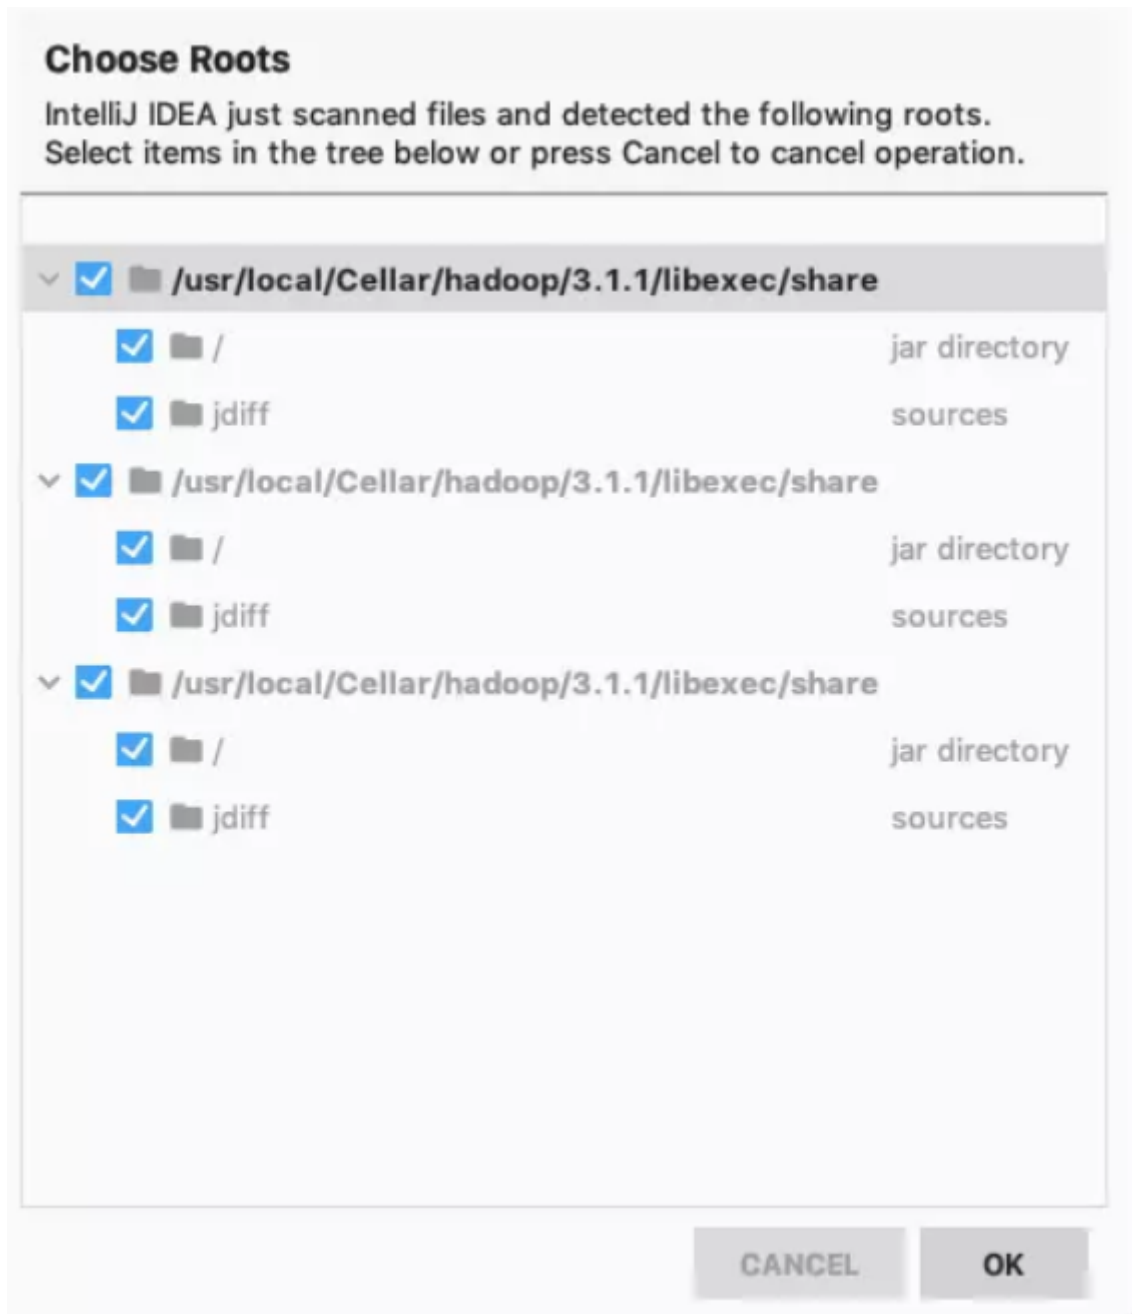 Choose Roots
IntelliJ IDEA just scanned files and detected the following roots.
Select items in the tree below or press Cancel to cancel operation.
/usr/local/Cellar/hadoop/3.1.1/libexec/share
/ jar directory
jdiff sources
/usr/local/Cellar/hadoop/3.1.1/libexec/share
/ jar directory
jdiff sources
/usr/local/Cellar/hadoop/3.1.1/libexec/share
/ jar directory
jdiff sources
CANCEL OK